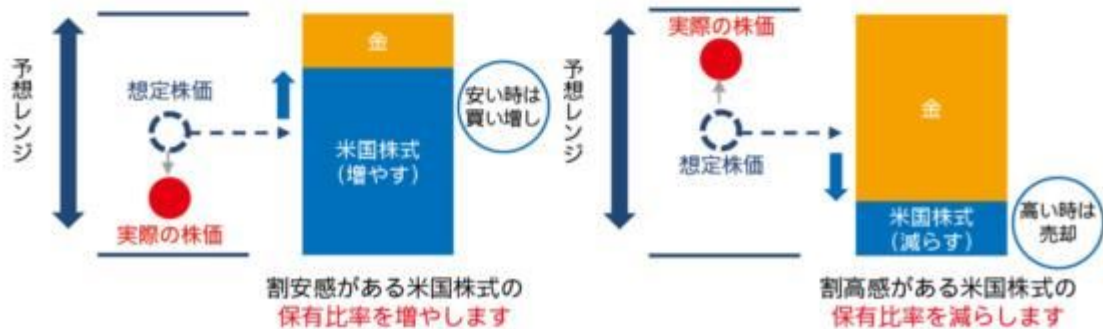 予想レンジ
想定株価
実際の株価
金
米国株式
(増やす)
安い時は
買い増し
割安感がある米国株式の
保有比率を増やします
予想レンジ
実際の株価
想定株価
金
米国株式
(減らす)
高い時は
売却
割高感がある米国株式の
保有比率を減らします